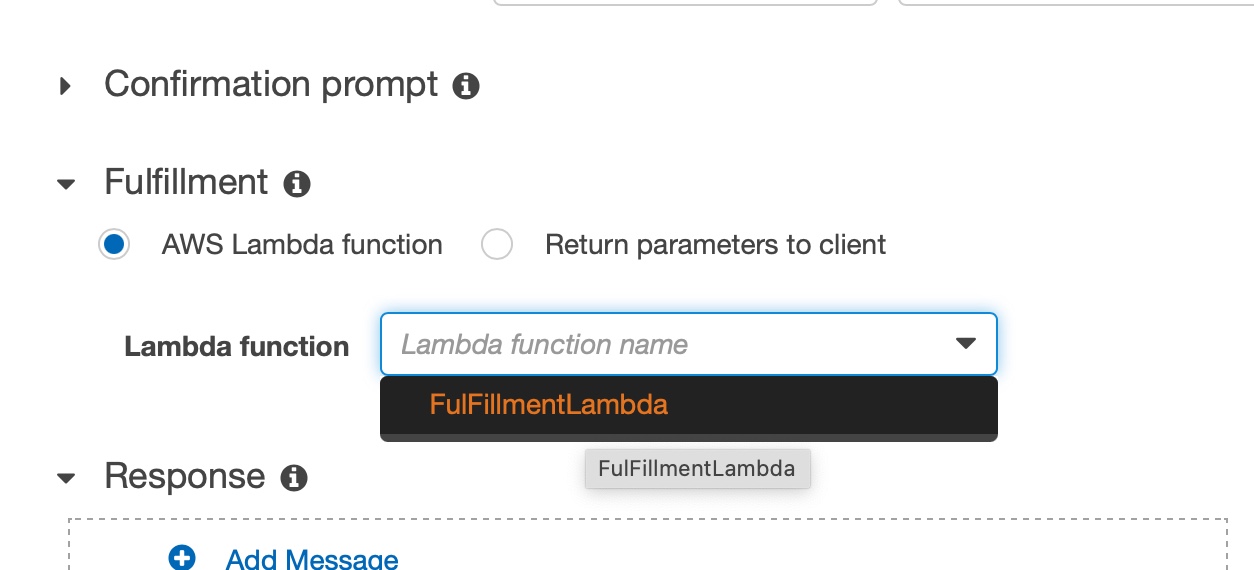 Confirmation prompt
Fulfillment
AWS Lambda function Return parameters to client
Lambda function Lambda function name
FulFillmentLambda
FulFillmentLambda
Response
Add Message